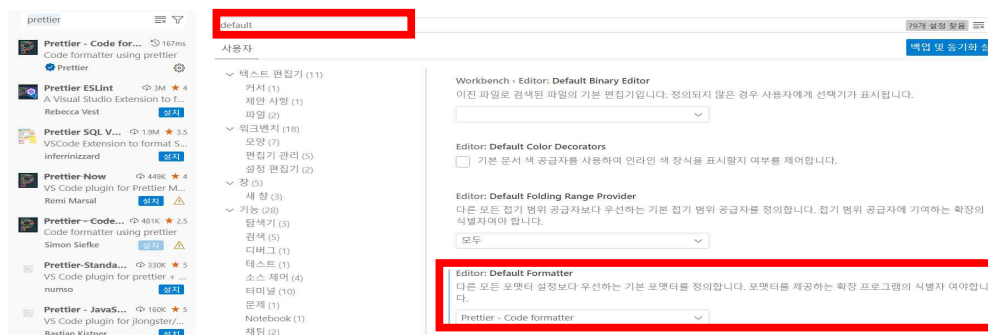 prettier
Prettier - Code for... 167ms
Code formatter using prettier
Prettier
Prettier ESLint 3M ★ 4
A Visual Studio Extension to f...
Rebecca Vest 설치
Prettier SQL V... 1.9M ★ 3.5
VSCode Extension to format S...
inferrinizzard 설치
Prettier Now 449K ★ 4
VS Code plugin for Prettier M...
Remi Marsal 설치
Prettier - Code... 481K ★ 2.5
Code formatter using prettier
Simon Siefke 설치
Prettier-Standa... 330K ★ 5
VS Code plugin for prettier + ...
numso 설치
Prettier - JavaS... 160K ★ 5
VS Code plugin for jlongster/...
Bastian Kistner 설치
default
79개 설정 찾음
사용자
백업 및 동기화 설
텍스트 편집기 (11)
커서 (1)
제안 사항 (1)
파일 (2)
워크벤치 (18)
모양 (7)
편집기 관리 (5)
설정 편집기 (2)
창 (5)
새 창 (3)
기능 (28)
탐색기 (3)
검색 (5)
디버그 (1)
테스트 (1)
소스 제어 (4)
터미널 (10)
문제 (1)
Notebook (1)
채팅 (2)
Workbench › Editor: Default Binary Editor
이진 파일로 검색된 파일의 기본 편집기입니다. 정의되지 않은 경우 사용자에게 선택기가 표시됩니다.
Editor: Default Color Decorators
기본 문서 색 공급자를 사용하여 인라인 색 장식을 표시할지 여부를 제어합니다.
Editor: Default Folding Range Provider
다른 모든 접기 범위 공급자보다 우선하는 기본 접기 범위 공급자를 정의합니다. 접기 범위 공급자에 기여하는 확장의
식별자여야 합니다.
모두
Editor: Default Formatter
다른 모든 포맷터 설정보다 우선하는 기본 포맷터를 정의합니다. 포맷터를 제공하는 확장 프로그램의 식별자 여야합니
다.
Prettier - Code formatter